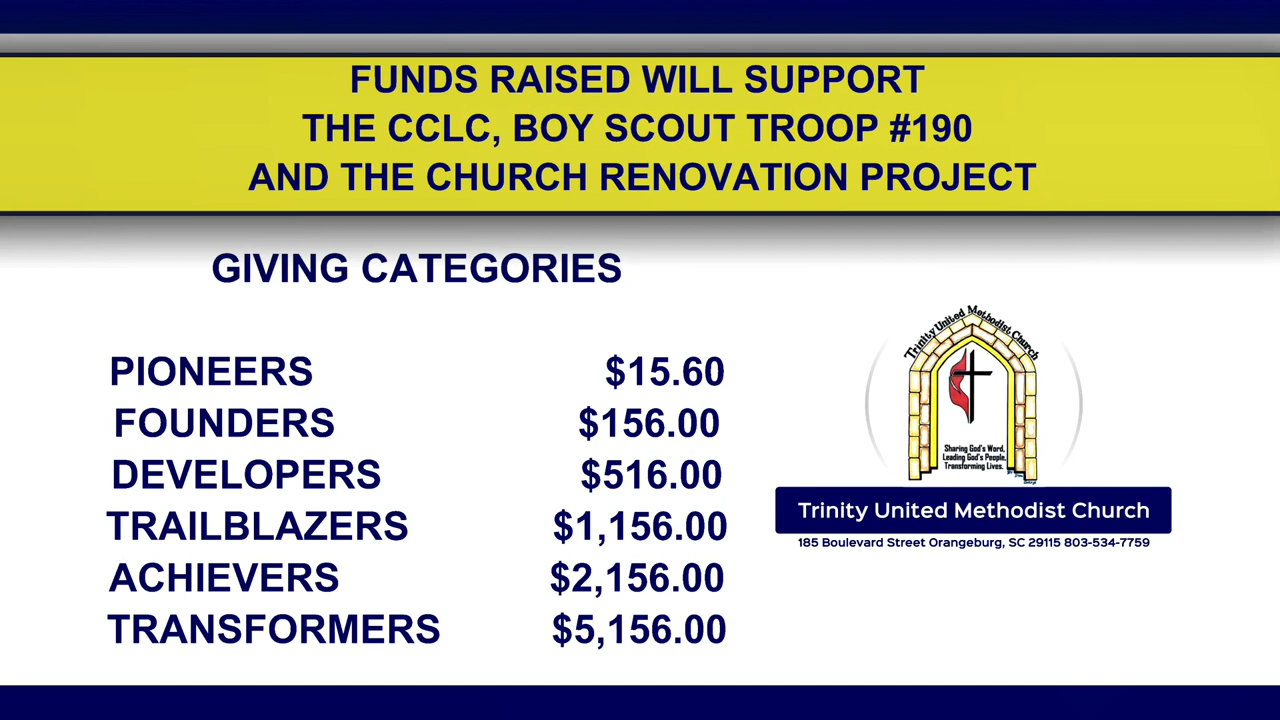 FUNDS RAISED WILL SUPPORT
THE CCLC, BOY SCOUT TROOP #190
AND THE CHURCH RENOVATION PROJECT
GIVING CATEGORIES
PIONEERS $15.60
FOUNDERS $156.00
DEVELOPERS $516.00
TRAILBLAZERS $1,156.00
ACHIEVERS $2,156.00
TRANSFORMERS $5,156.00
Trinity United Methodist Church
Sharing God's Word,
Leading God's People,
Transforming Lives.
Trinity United Methodist Church
185 Boulevard Street Orangeburg, SC 29115 803-534-7759